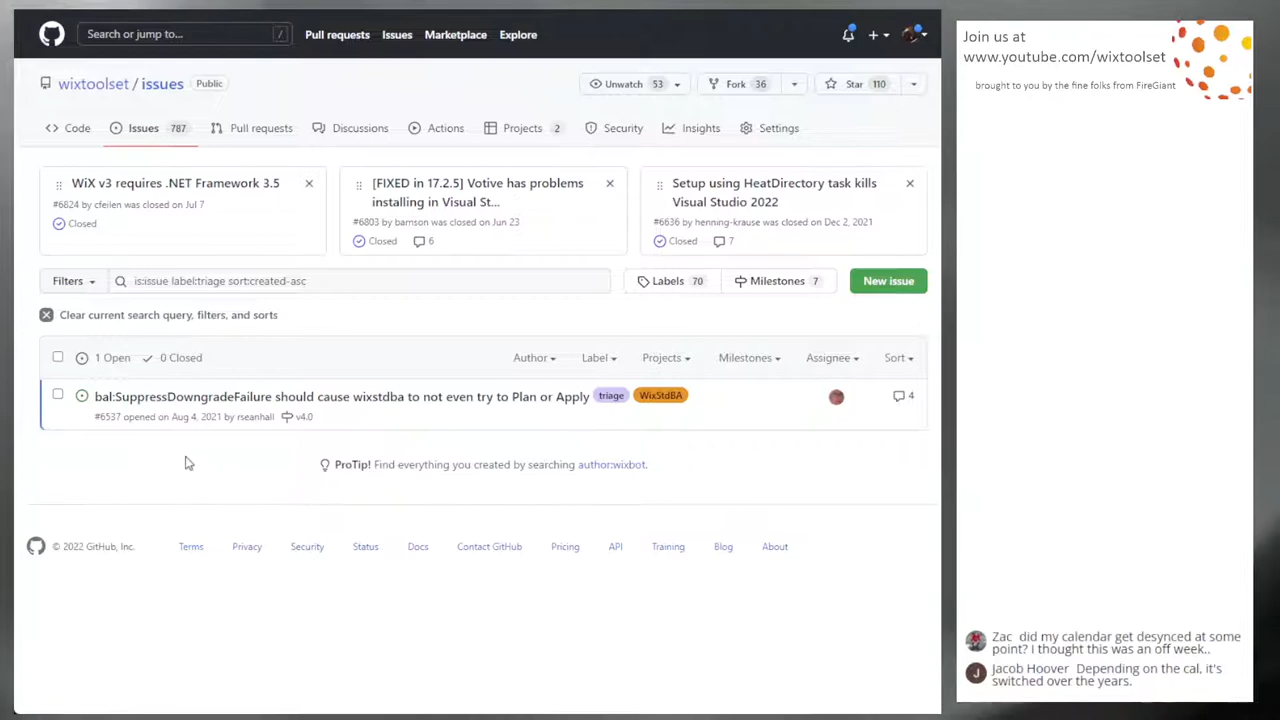 Search or jump to...
/
Pull requests
Issues
Marketplace
Explore
wixtoolset / issues
Public
Unwatch 53
Fork 36
Star 110
Code
Issues 787
Pull requests
Discussions
Actions
Projects 2
Security
Insights
Settings
WiX v3 requires .NET Framework 3.5
#6824 by cfeilen was closed on Jul 7
Closed
[FIXED in 17.2.5] Votive has problems
installing in Visual St...
#6803 by barnson was closed on Jun 23
Closed 6
Setup using HeatDirectory task kills
Visual Studio 2022
#6636 by henning-krause was closed on Dec 2, 2021
Closed 7
Filters
is:issue label:triage sort:created-asc
Labels 70
Milestones 7
New issue
Clear current search query, filters, and sorts
1 Open
0 Closed
Author
Label
Projects
Milestones
Assignee
Sort
bal:SuppressDowngradeFailure should cause wixstdba to not even try to Plan or Apply triage WixStdBA
4
#6537 opened on Aug 4, 2021 by rseanhall v4.0
ProTip! Find everything you created by searching author:wixbot.
© 2022 GitHub, Inc.
Terms
Privacy
Security
Status
Docs
Contact GitHub
Pricing
API
Training
Blog
About
Join us at
www.youtube.com/wixtoolset
brought to you by the fine folks from FireGiant
Zac did my calendar get desynced at some
point? I thought this was an off week..
J
Jacob Hoover Depending on the cal, it's
switched over the years.